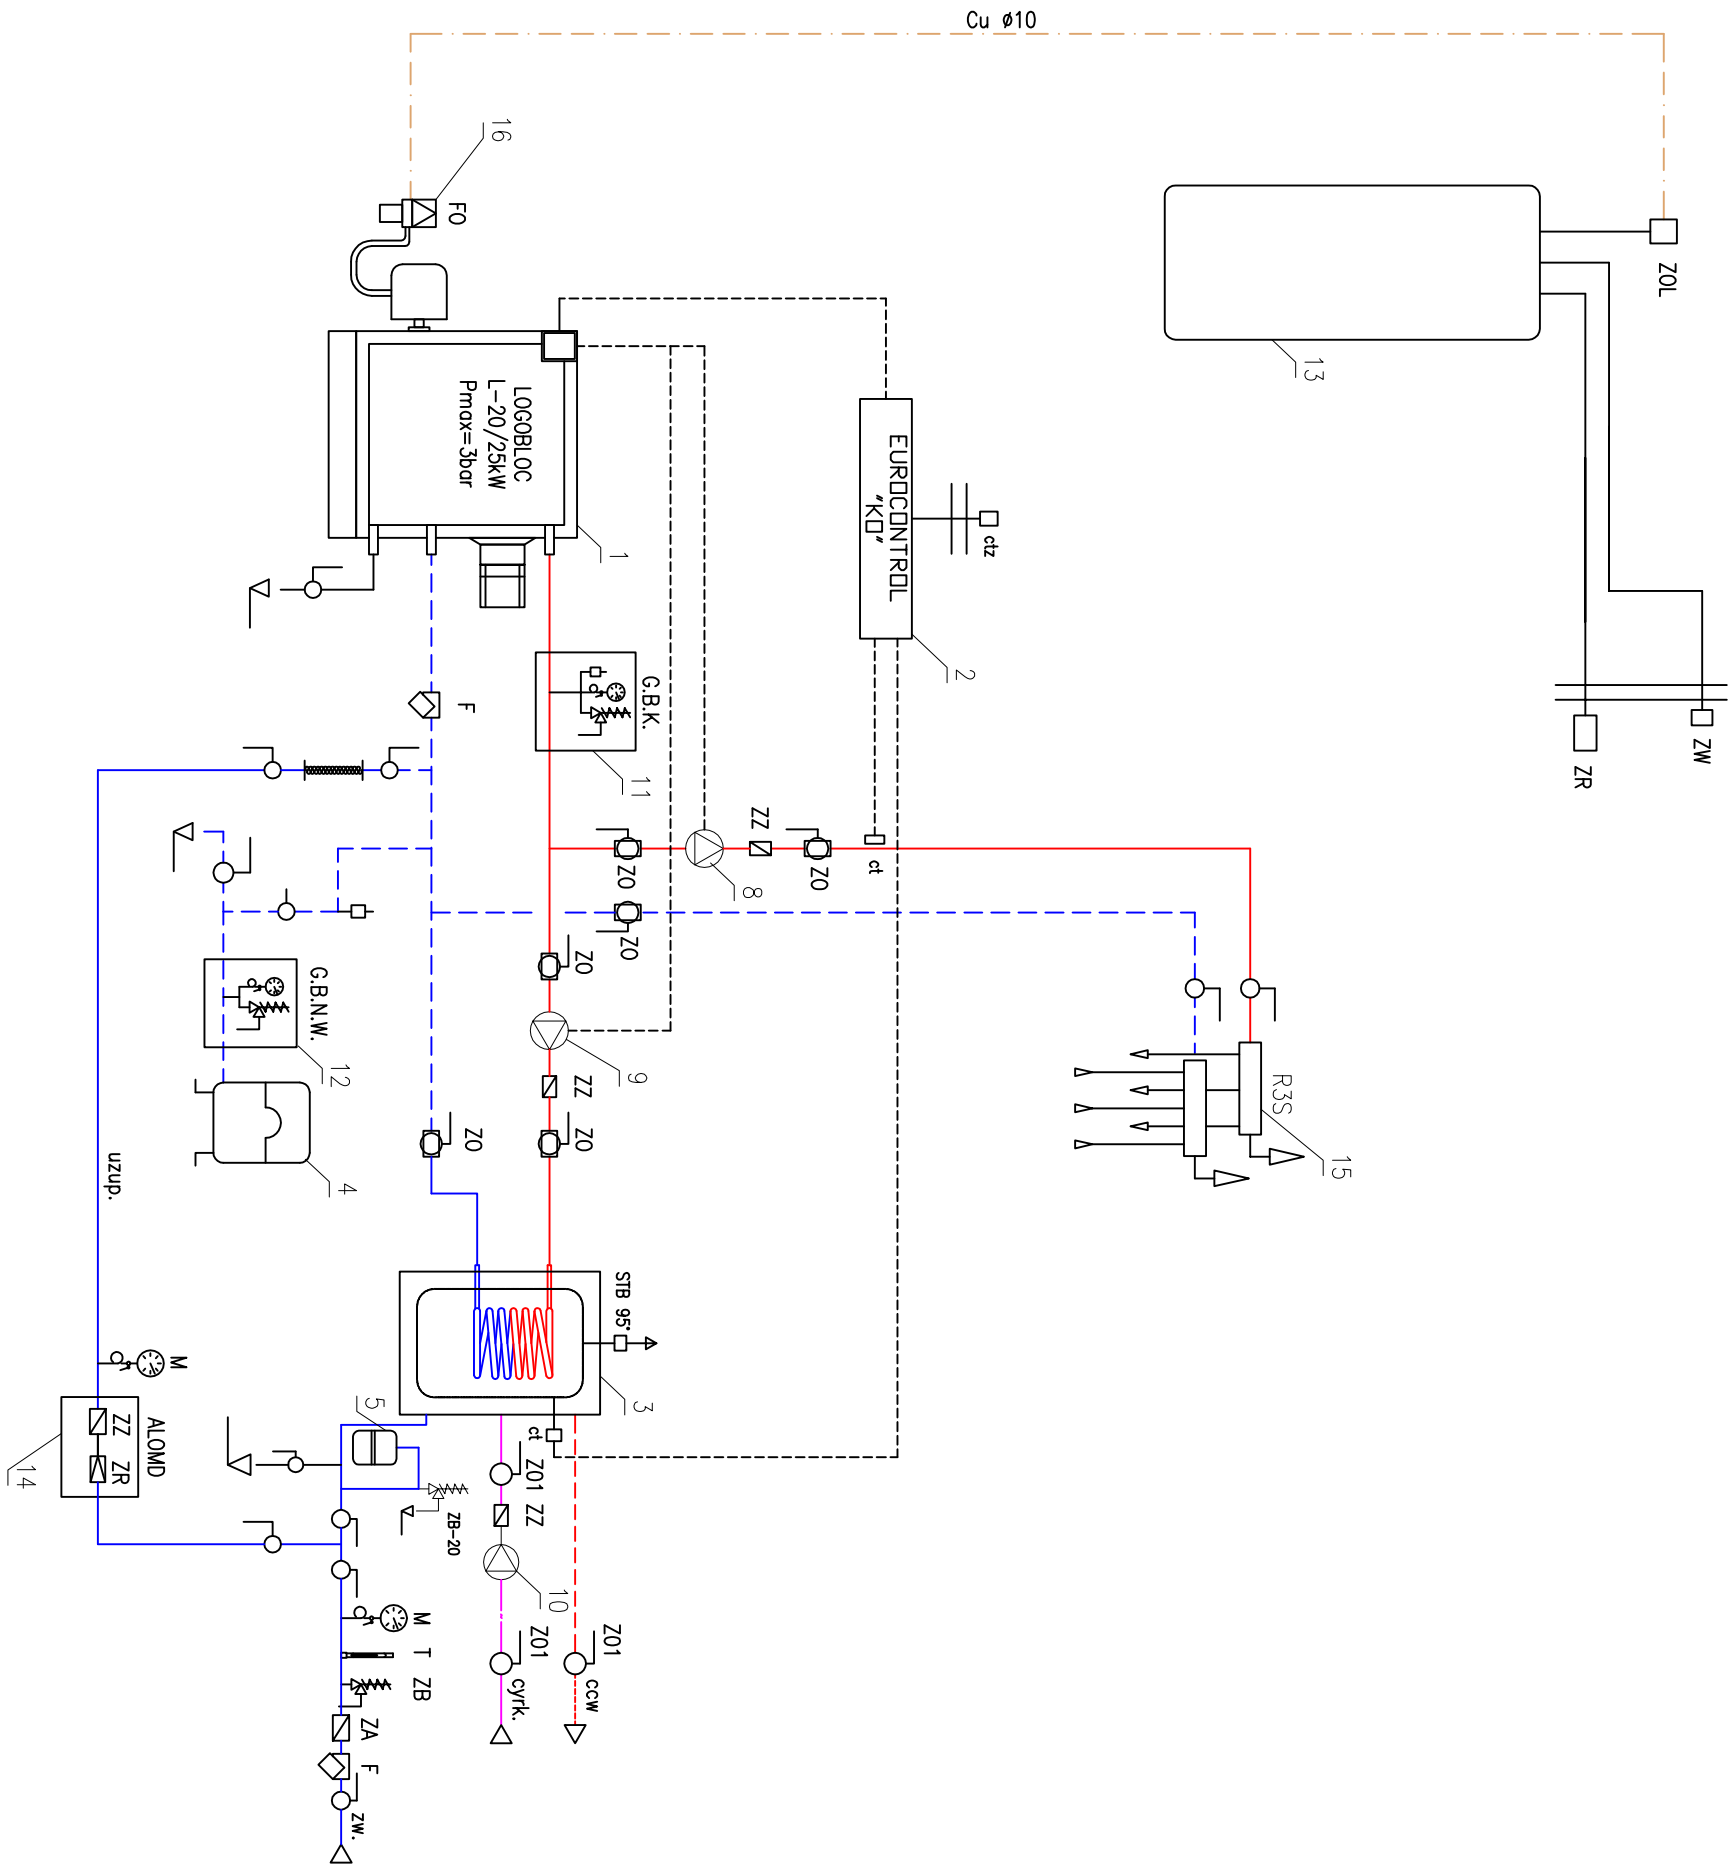 Cu ø10
16
FO
ZOL
13
LOGOBLOC
L-20/25kW
Pmax=3bar
EUROCONTROL
"KO"
ctz
1
2
G.B.K.
F
11
ZW
ZR
ZZ
ZO
8
ZO
ct
ZO
ZO
G.B.N.W.
12
9
ZZ
ZO
ZO
R3S
15
4
uzup.
STB 95°
3
M
5
ct
ALOMD
ZZ
ZR
14
ZO1
ZZ
ZB-20
10
M
T
ZB
ZA
F
zw.
ZO1
cyrk.
ZO1
ccw